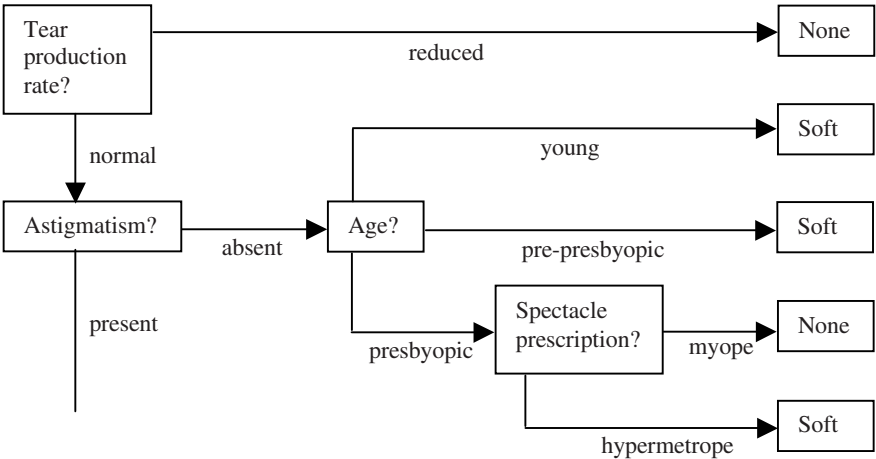 Tear
production
rate?
reduced
None
normal
young
Soft
Astigmatism?
absent
Age?
pre-presbyopic
Soft
present
presbyopic
Spectacle
prescription?
myope
None
hypermetrope
Soft